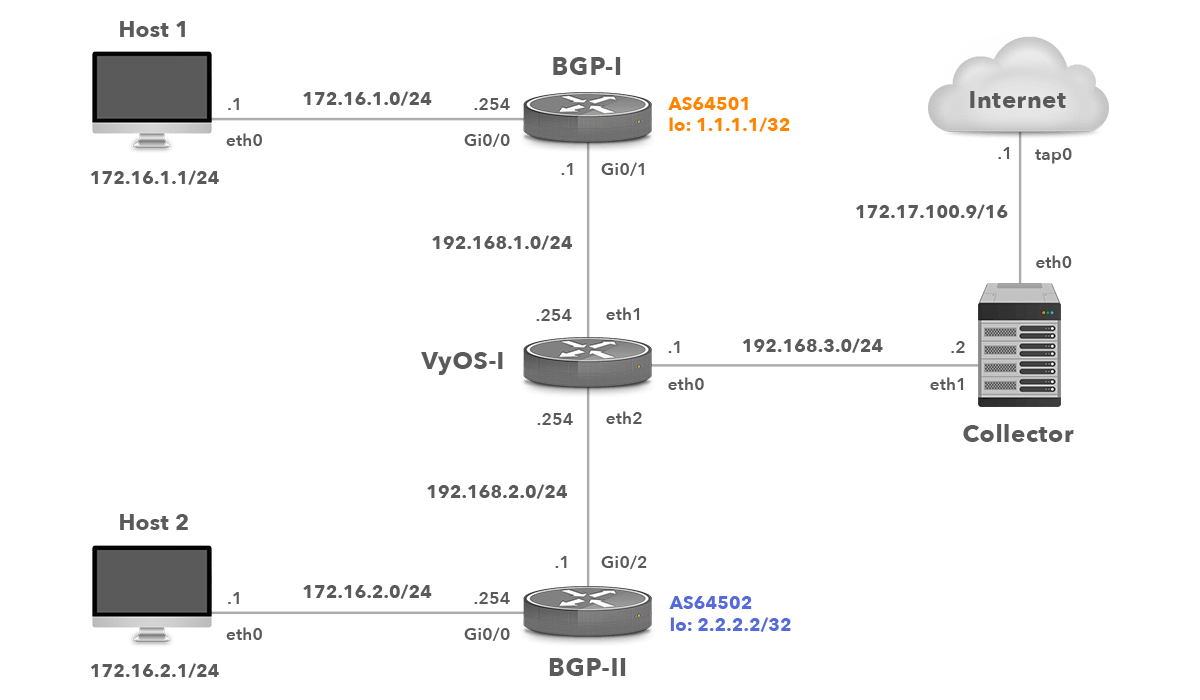 Host 1
BGP-I
.1
172.16.1.0/24
.254
AS64501
lo: 1.1.1.1/32
Internet
eth0
Gi0/0
172.16.1.1/24
.1
Gi0/1
.1
tap0
172.17.100.9/16
192.168.1.0/24
eth0
.254
eth1
VyOS-I
.1
192.168.3.0/24
.2
eth0
eth1
.254
eth2
Collector
192.168.2.0/24
Host 2
.1
Gi0/2
.1
172.16.2.0/24
.254
AS64502
lo: 2.2.2.2/32
eth0
Gi0/0
172.16.2.1/24
BGP-II